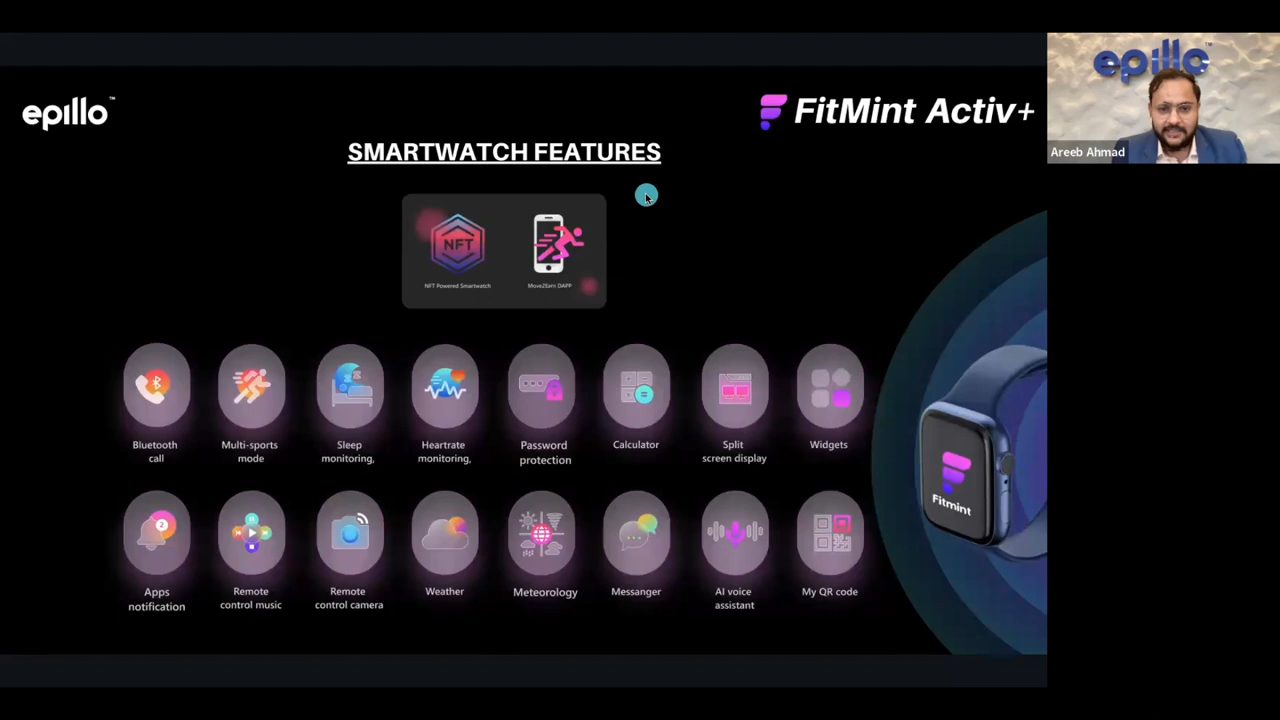 epillo™
FitMint Activ+
epillo™
Areeb Ahmad
SMARTWATCH FEATURES
NFT
NFT Powered Smartwatch
Move2Earn DAPP
Bluetooth
call
Multi-sports
mode
Sleep
monitoring,
Heartrate
monitoring,
Password
protection
Calculator
Split
screen display
Widgets
Fitmint
2
Apps
notification
Remote
control music
Remote
control camera
Weather
Meteorology
Messanger
AI voice
assistant
My QR code